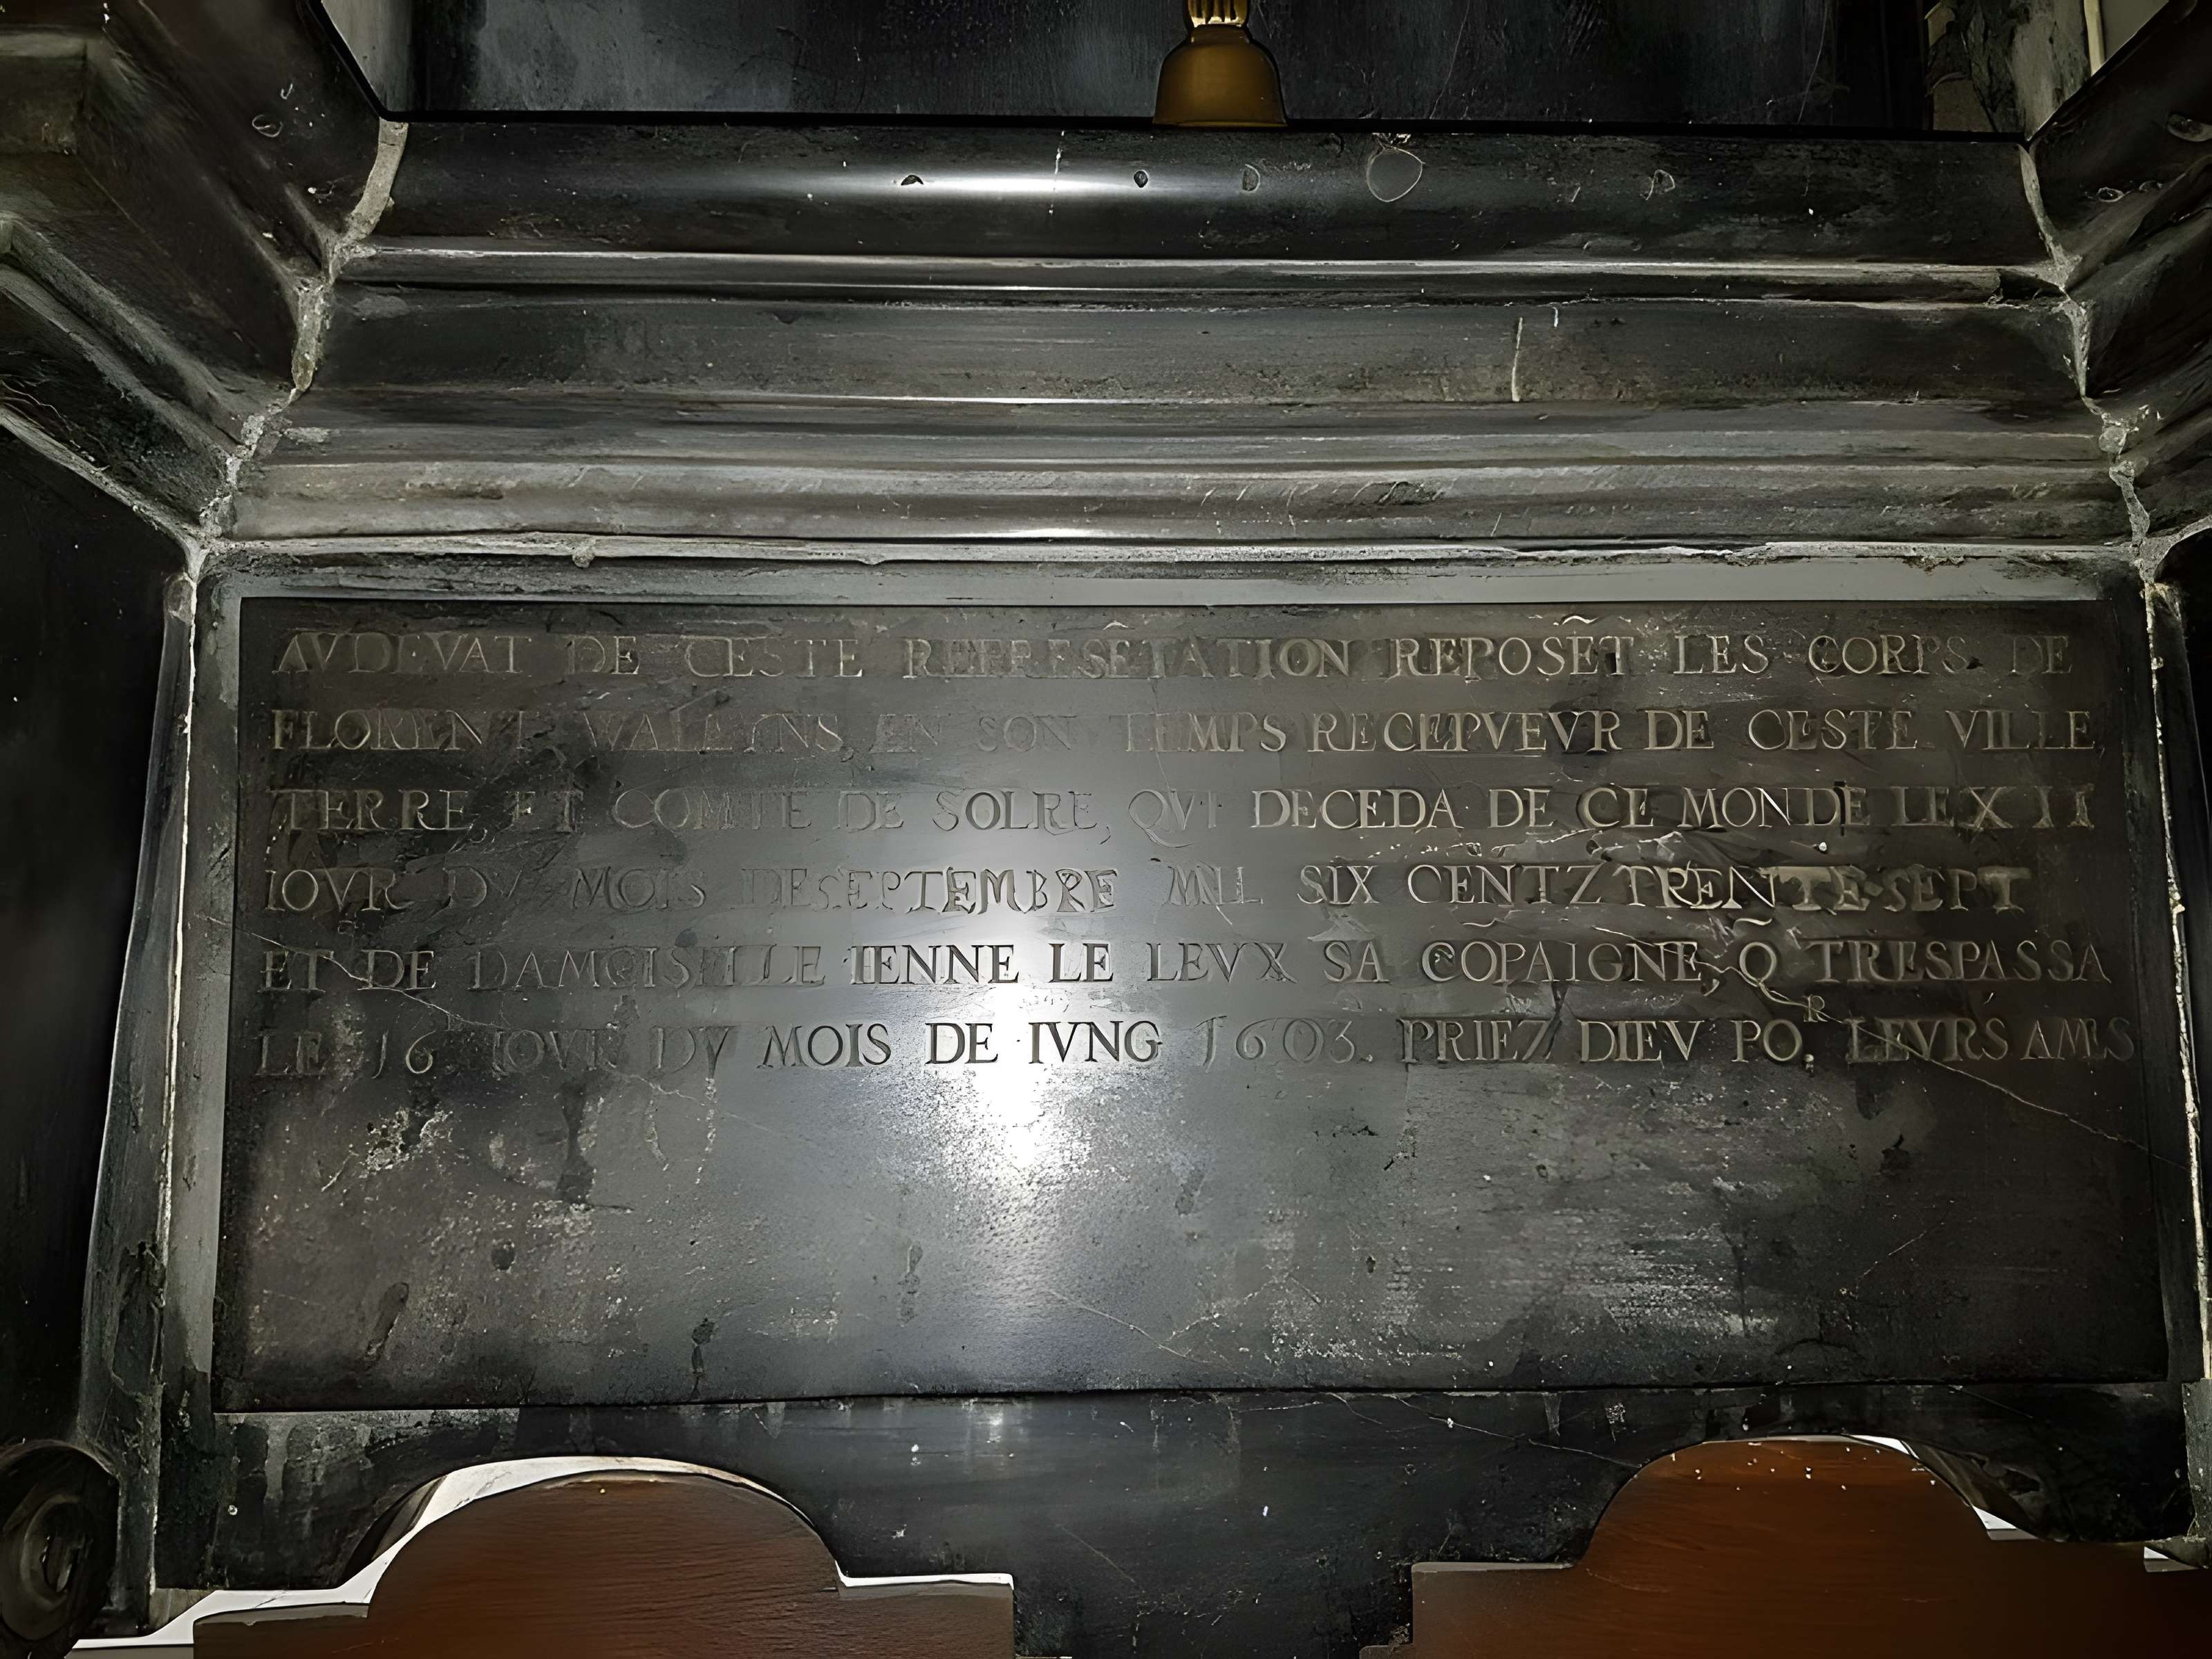 AVDEVAT DE CESTE REPRESẼTATION REPOSẼT LES CORPS DE
FLORENT WALLEYNS, EN SON TEMPS RECEPVEVR DE CESTE VILLE,
TERRE, ET COMTE DE SOLRE, QVI DECEDA DE CE MONDE LE XII
IOVR DV MOIS DE SEPTEMBRE MIL SIX CENTZ TRENTE SEPT
ET DE DAMOISELLE IENNE LE LEVX SA CÕPAIGNE, Q̃ TRESPASSA
LE 16 IOVR DV MOIS DE IVNG 1603. PRIEZ DIEV POᴿ LEVRS AMES